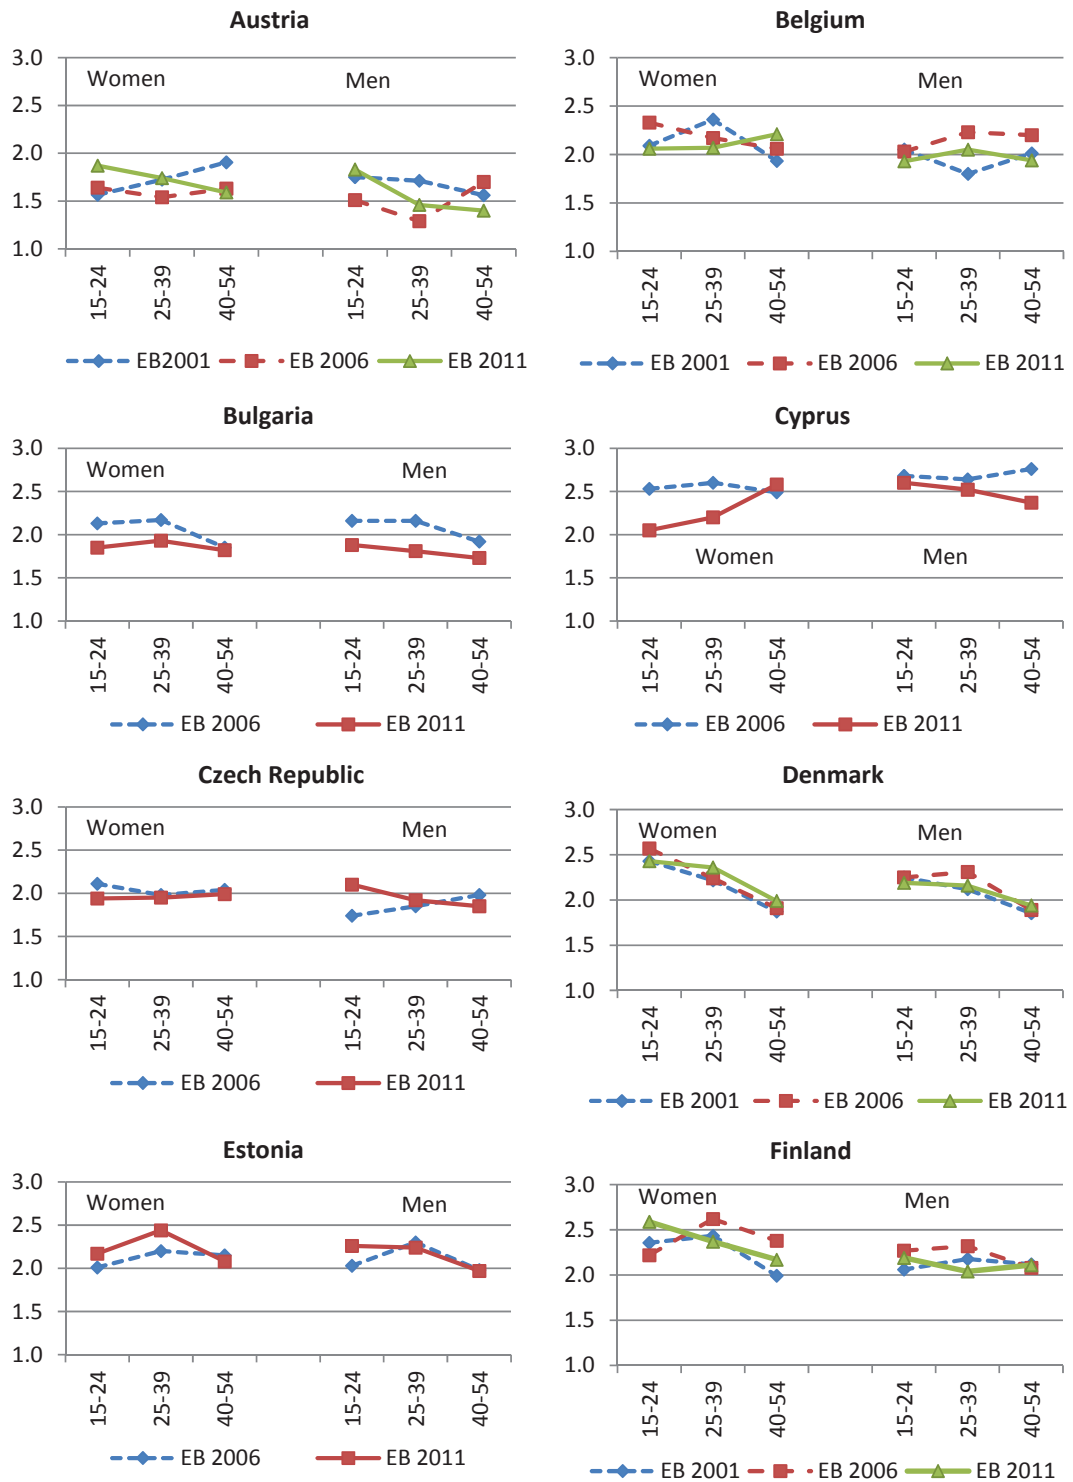 Austria
3.0
2.5
2.0
1.5
1.0
Women
Men
15-24
25-39
40-54
15-24
25-39
40-54
EB2001
EB 2006
EB 2011
Belgium
3.0
2.5
2.0
1.5
1.0
Women
Men
15-24
25-39
40-54
15-24
25-39
40-54
EB 2001
EB 2006
EB 2011
Bulgaria
3.0
2.5
2.0
1.5
1.0
Women
Men
15-24
25-39
40-54
15-24
25-39
40-54
EB 2006
EB 2011
Cyprus
3.0
2.5
2.0
1.5
1.0
Women
Men
15-24
25-39
40-54
15-24
25-39
40-54
EB 2006
EB 2011
Czech Republic
3.0
2.5
2.0
1.5
1.0
Women
Men
15-24
25-39
40-54
15-24
25-39
40-54
EB 2006
EB 2011
Denmark
3.0
2.5
2.0
1.5
1.0
Women
Men
15-24
25-39
40-54
15-24
25-39
40-54
EB 2001
EB 2006
EB 2011
Estonia
3.0
2.5
2.0
1.5
1.0
Women
Men
15-24
25-39
40-54
15-24
25-39
40-54
EB 2006
EB 2011
Finland
3.0
2.5
2.0
1.5
1.0
Women
Men
15-24
25-39
40-54
15-24
25-39
40-54
EB 2001
EB 2006
EB 2011